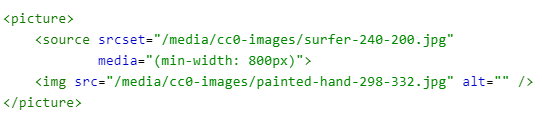 <picture>
<source srcset="/media/cc0-images/surfer-240-200.jpg"
media="(min-width: 800px)">
<img src="/media/cc0-images/painted-hand-298-332.jpg" alt="" />
</picture>